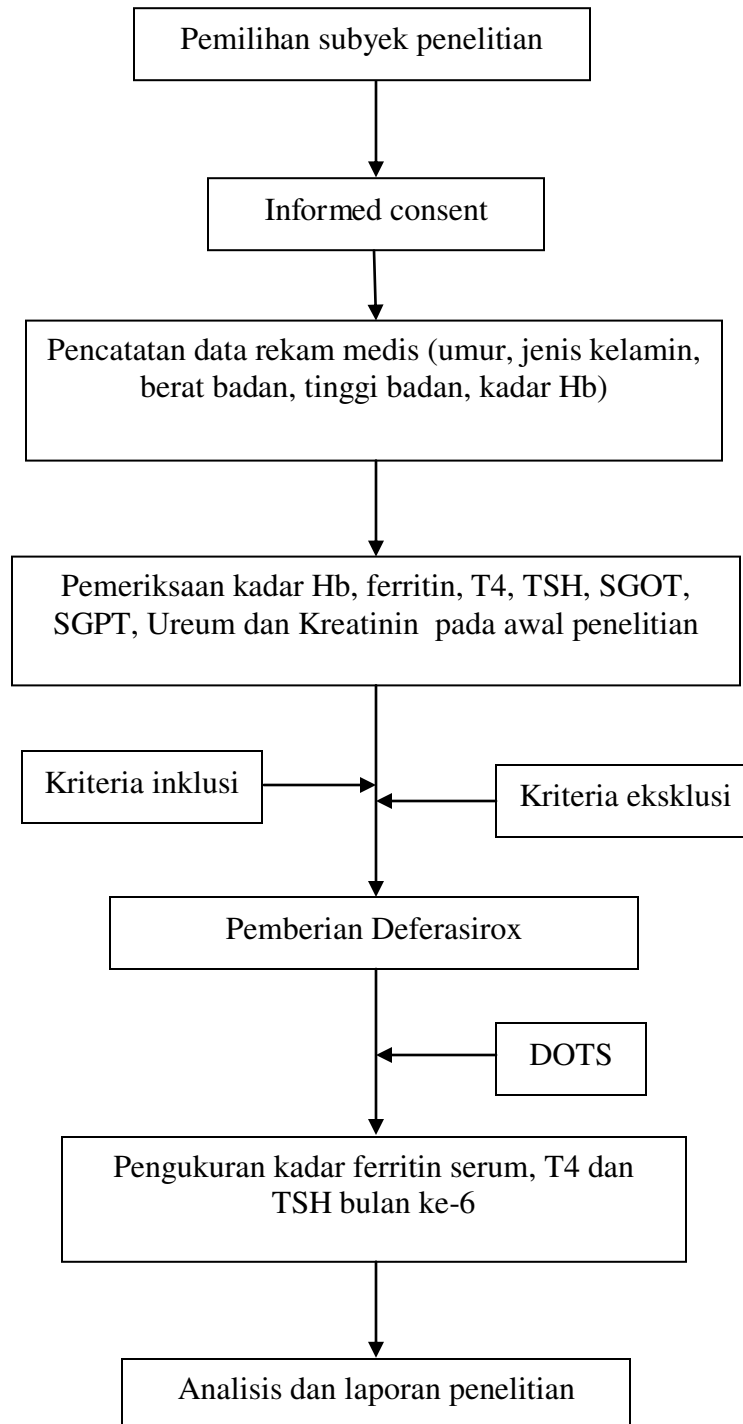 Pemilihan subyek penelitian
Informed consent
Pencatatan data rekam medis (umur, jenis kelamin,
berat badan, tinggi badan, kadar Hb)
Pemeriksaan kadar Hb, ferritin, T4, TSH, SGOT,
SGPT, Ureum dan Kreatinin pada awal penelitian
Kriteria inklusi
Kriteria eksklusi
Pemberian Deferasirox
DOTS
Pengukuran kadar ferritin serum, T4 dan
TSH bulan ke-6
Analisis dan laporan penelitian